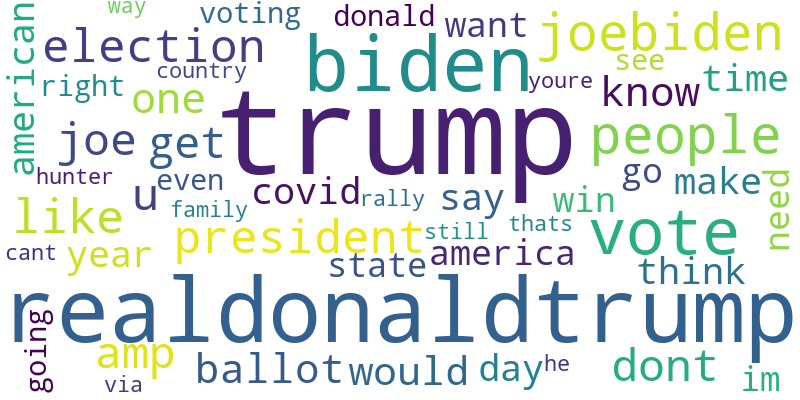 way
voting
donald
want
joebiden
american
election
biden
see
right
country
youre
know
time
one
trump
joe
get
people
hunter
u
even
covid
rally
say
go
make
need
like
family
win
cant
year
president
still
thats
vote
state
america
think
realdonaldtrump
going
amp
ballot
would
day
he
dont
via
im